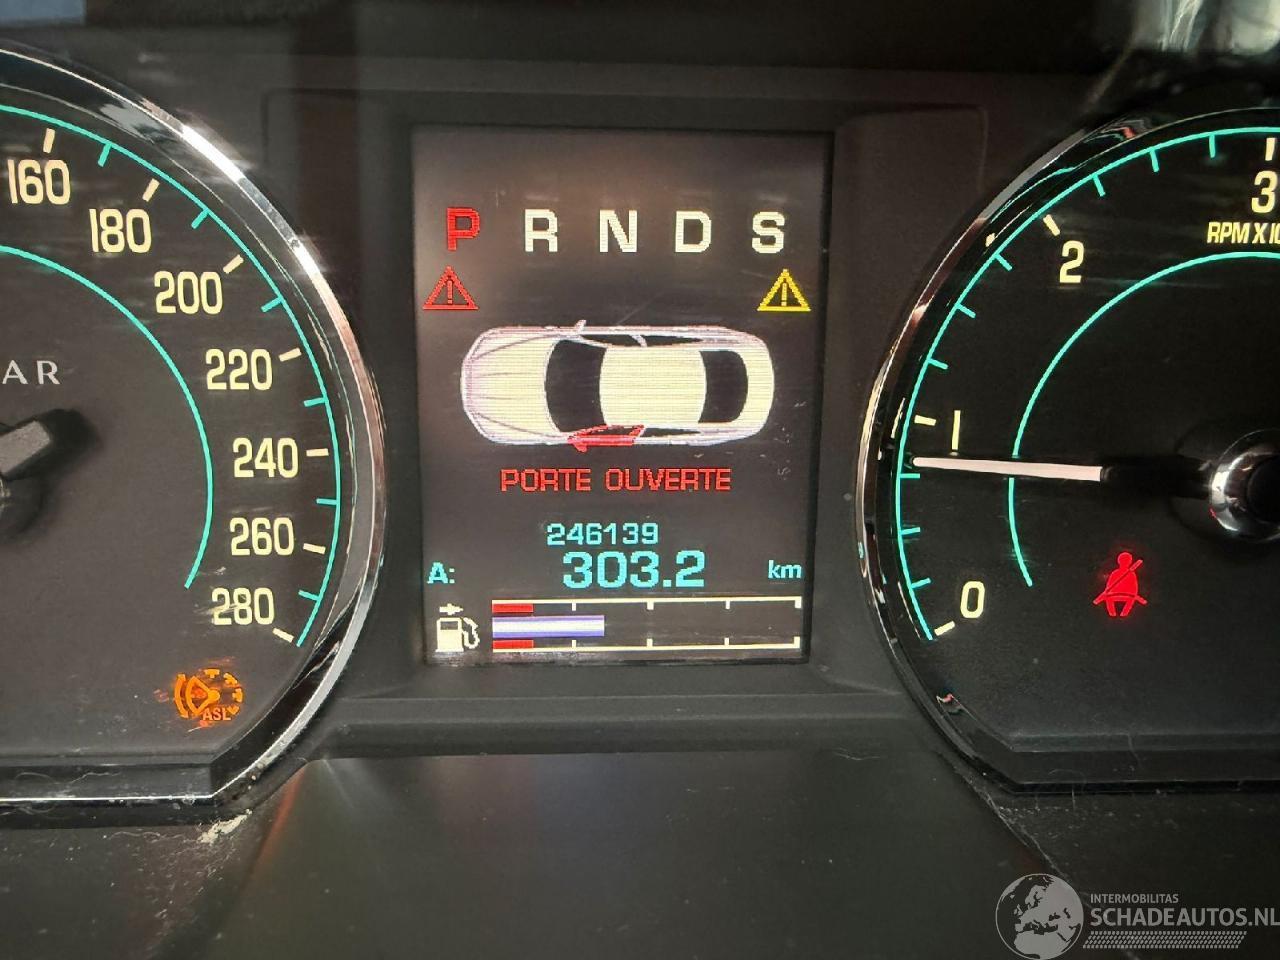 160
180
200
220
240
260
280
AR
ASL
P R N D S
PORTE OUVERTE
246139
A: 303.2 km
3
RPM X 10
2
1
0
INTERMOBILITAS
SCHADEAUTOS.NL